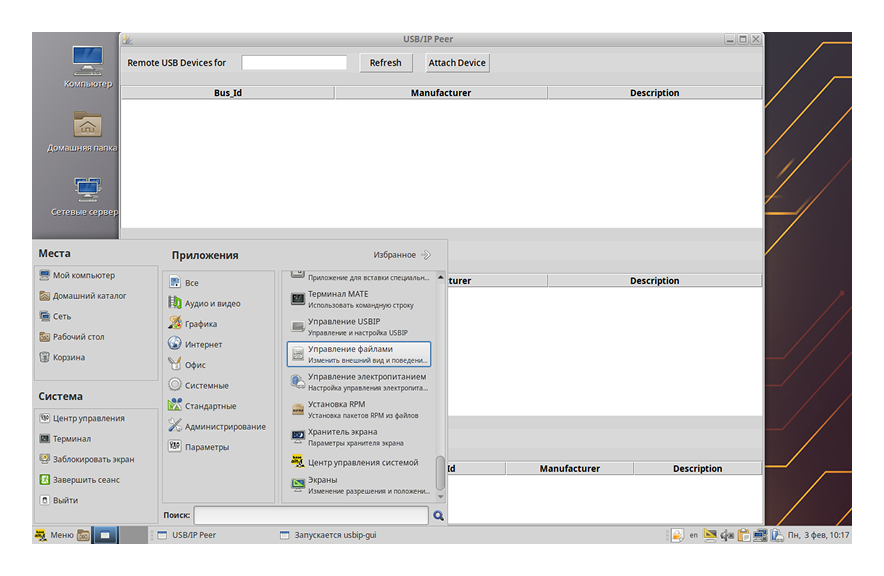 USB/IP Peer
Компьютер
Домашняя папка
Сетевые сервер
Remote USB Devices for
Refresh
Attach Device
Bus_Id
Manufacturer
Description
turer
Description
Id
Manufacturer
Description
Места
Мой компьютер
Домашний каталог
Сеть
Рабочий стол
Корзина
Система
Центр управления
Терминал
Заблокировать экран
Завершить сеанс
Выйти
Приложения
Избранное
Все
Аудио и видео
Графика
Интернет
Офис
Системные
Стандартные
Администрирование
Параметры
Приложение для вставки специальн...
Терминал MATE
Использовать командную строку
Управление USBIP
Управление и настройка USBIP
Управление файлами
Изменить внешний вид и поведени...
Управление электропитанием
Настройка управления электропита...
Установка RPM
Установка пакетов RPM из файлов
Хранитель экрана
Параметры хранителя экрана
Центр управления системой
Экраны
Изменение разрешения и положени...
Поиск:
Меню
USB/IP Peer
Запускается usbip-gui
en
Пн, 3 фев, 10:17